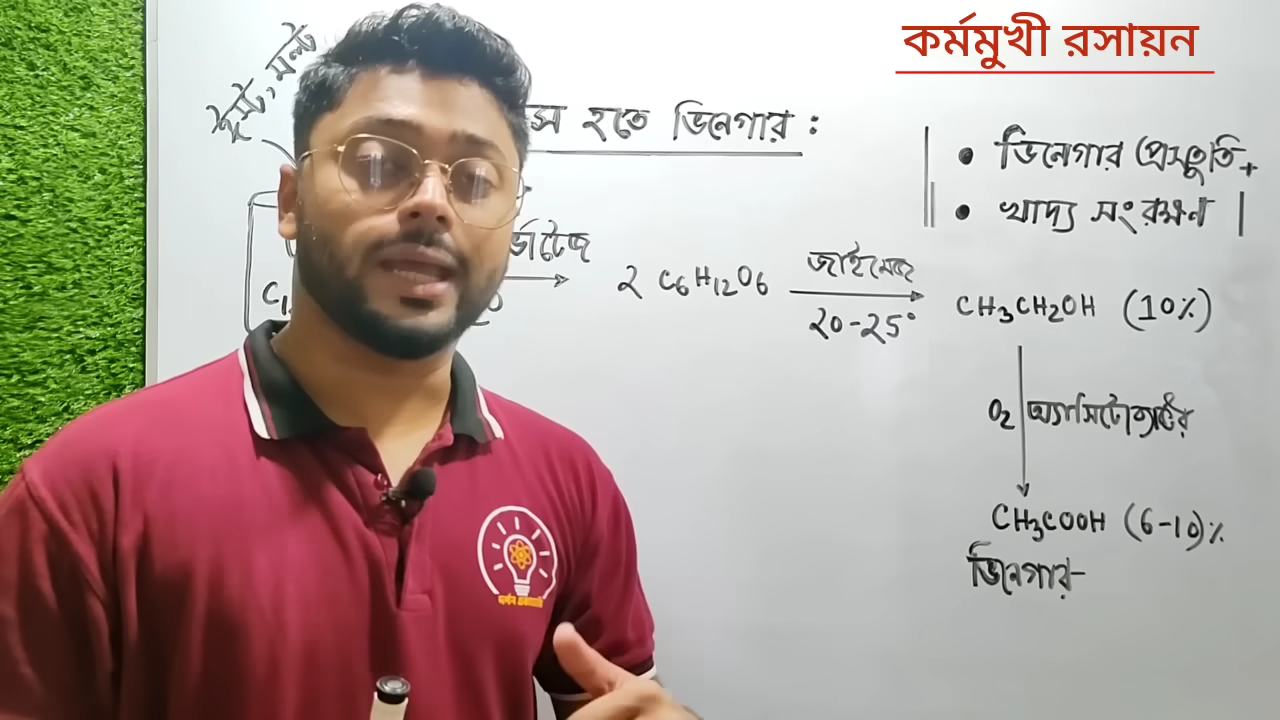 কর্মমুখী রসায়ন
ইস্ট, মল্ট
স হতে ভিনেগার :
• ভিনেগার প্রস্তুতি +
• খাদ্য সংরক্ষণ
র্ভাটেজ
2 C6H12O6
জাইমেজ
20-25°
CH3CH2OH (10%)
O2
CH3COOH (6-10)%
ভিনেগার